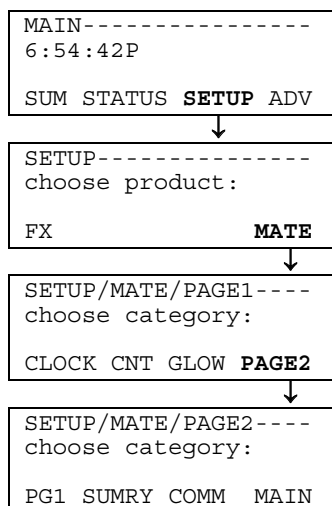 MAIN----------------
6:54:42P
SUM STATUS SETUP ADV
SETUP---------------
choose product:
FX MATE
SETUP/MATE/PAGE1----
choose category:
CLOCK CNT GLOW PAGE2
SETUP/MATE/PAGE2----
choose category:
PG1 SUMRY COMM MAIN